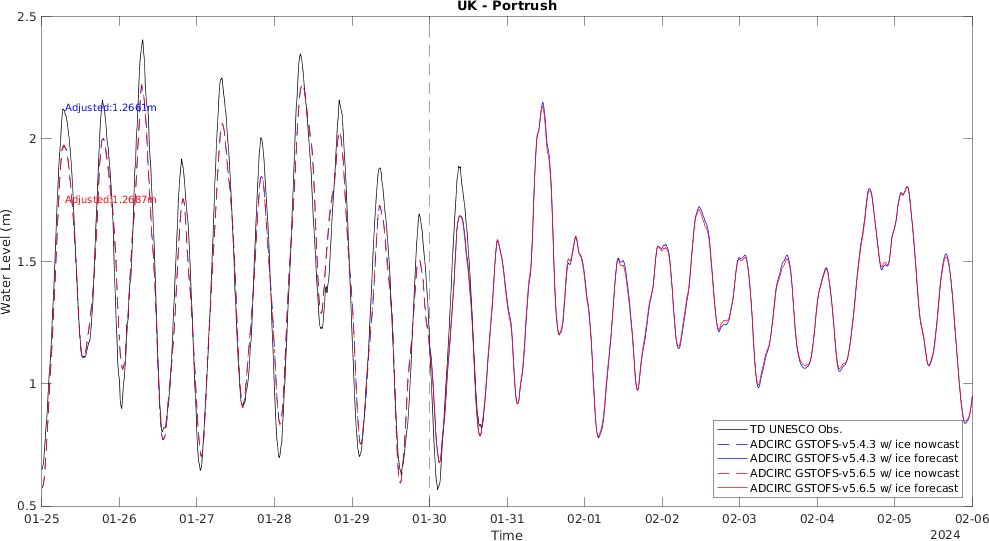 UK - Portrush
2.5
2
1.5
1
0.5
Water Level (m)
Adjusted:1.2661m
Adjusted:1.2687m
TD UNESCO Obs.
ADCIRC GSTOFS-v5.4.3 w/ ice nowcast
ADCIRC GSTOFS-v5.4.3 w/ ice forecast
ADCIRC GSTOFS-v5.6.5 w/ ice nowcast
ADCIRC GSTOFS-v5.6.5 w/ ice forecast
01-25 01-26 01-27 01-28 01-29 01-30 01-31 02-01 02-02 02-03 02-04 02-05 02-06
Time
2024